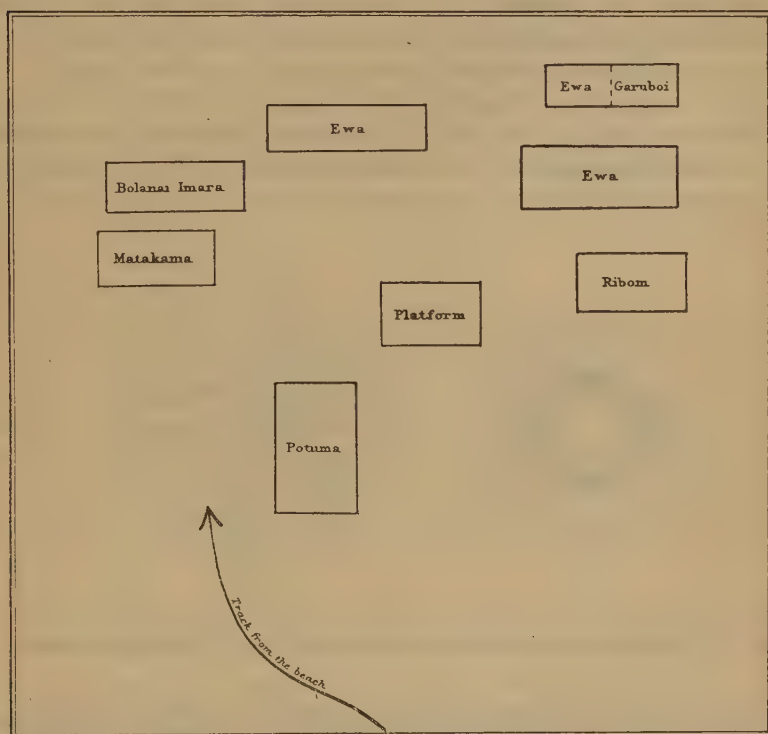 Ewa Garuboi
Ewa
Ewa
Bolanai Imara
Matakama
Ribom
Platform
Potuma
Track from the beach